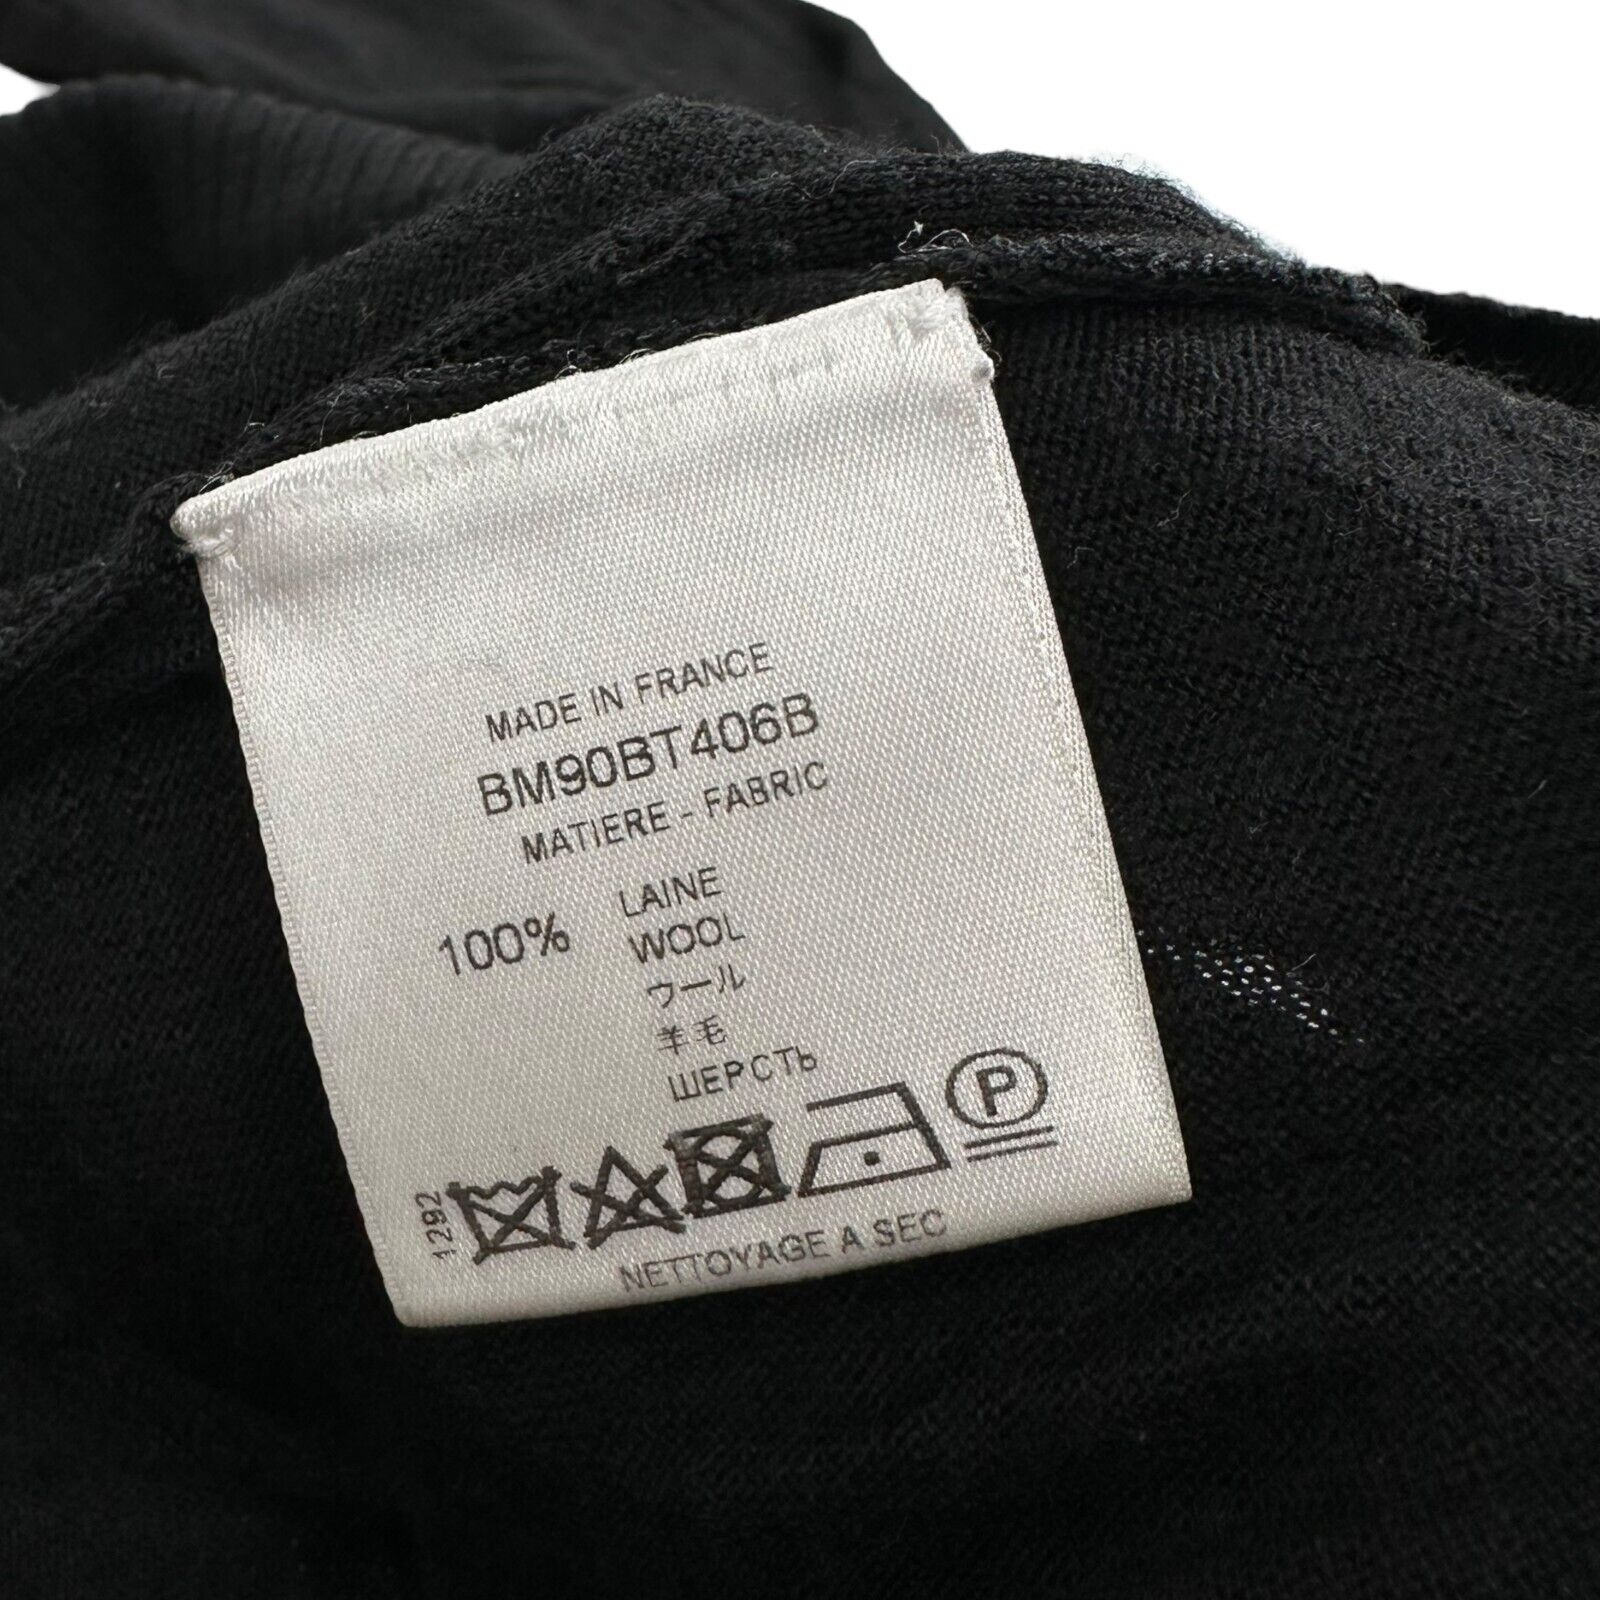 MADE IN FRANCE
BM90BT406B
MATIERE - FABRIC
100% LAINE
WOOL
ウール
羊毛
ШЕРСТЬ
P
1292
NETTOYAGE A SEC